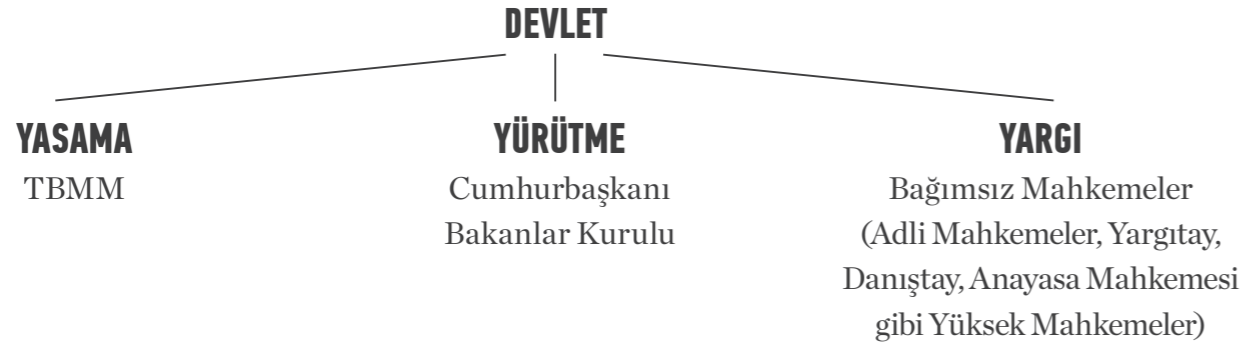 DEVLET
YASAMA
TBMM
YÜRÜTME
Cumhurbaşkanı
Bakanlar Kurulu
YARGI
Bağımsız Mahkemeler
(Adli Mahkemeler, Yargıtay,
Danıştay, Anayasa Mahkemesi
gibi Yüksek Mahkemeler)